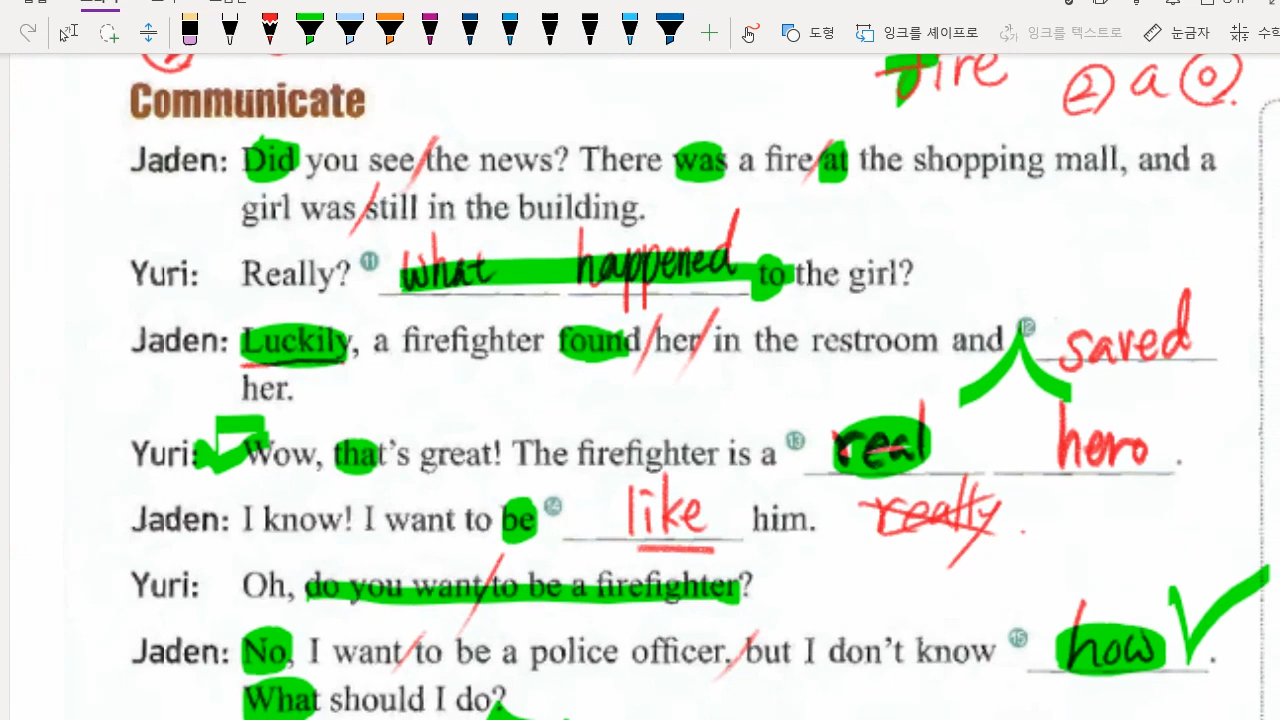 도형 잉크를 셰이프로 잉크를 텍스트로 눈금자
fire ② a ⓞ.
Communicate
Jaden: Did you see the news? There was a fire at the shopping mall, and a
girl was still in the building.
Yuri: Really? ⑪ what happened to the girl?
Jaden: Luckily, a firefighter found her in the restroom and ⑫ saved
her.
Yuri: Wow, that's great! The firefighter is a ⑬ real hero.
Jaden: I know! I want to be ⑭ like him. really.
Yuri: Oh, do you want to be a firefighter?
Jaden: No, I want to be a police officer, but I don't know ⑮ how.
What should I do?